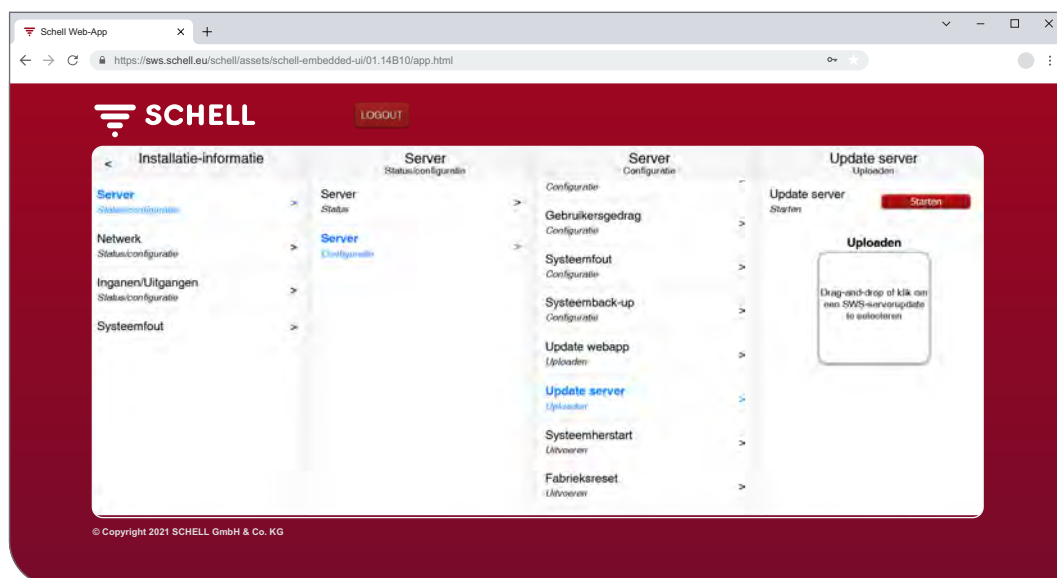 Schell Web-App
https://sws.schell.eu/schell/assets/schell-embedded-ui/01.14B10/app.html
SCHELL
LOGOUT
< Installatie-informatie
Server
Status/configuratie
>
Netwerk
Status/configuratie
>
Inganen/Uitgangen
Status/configuratie
>
Systeemfout
>
Server
Status/configuratie
Server
Status
>
Server
Configuratie
>
Server
Configuratie
Configuratie
Gebruikersgedrag
Configuratie
>
Systeemfout
Configuratie
>
Systeemback-up
Configuratie
>
Update webapp
Uploaden
>
Update server
Uploaden
>
Systeemherstart
Uitvoeren
>
Fabrieksreset
Uitvoeren
>
Update server
Uploaden
Update server
Starten
Starten
Uploaden
Drag-and-drop of klik om
een SWS-serverupdate
te selecteren
© Copyright 2021 SCHELL GmbH & Co. KG